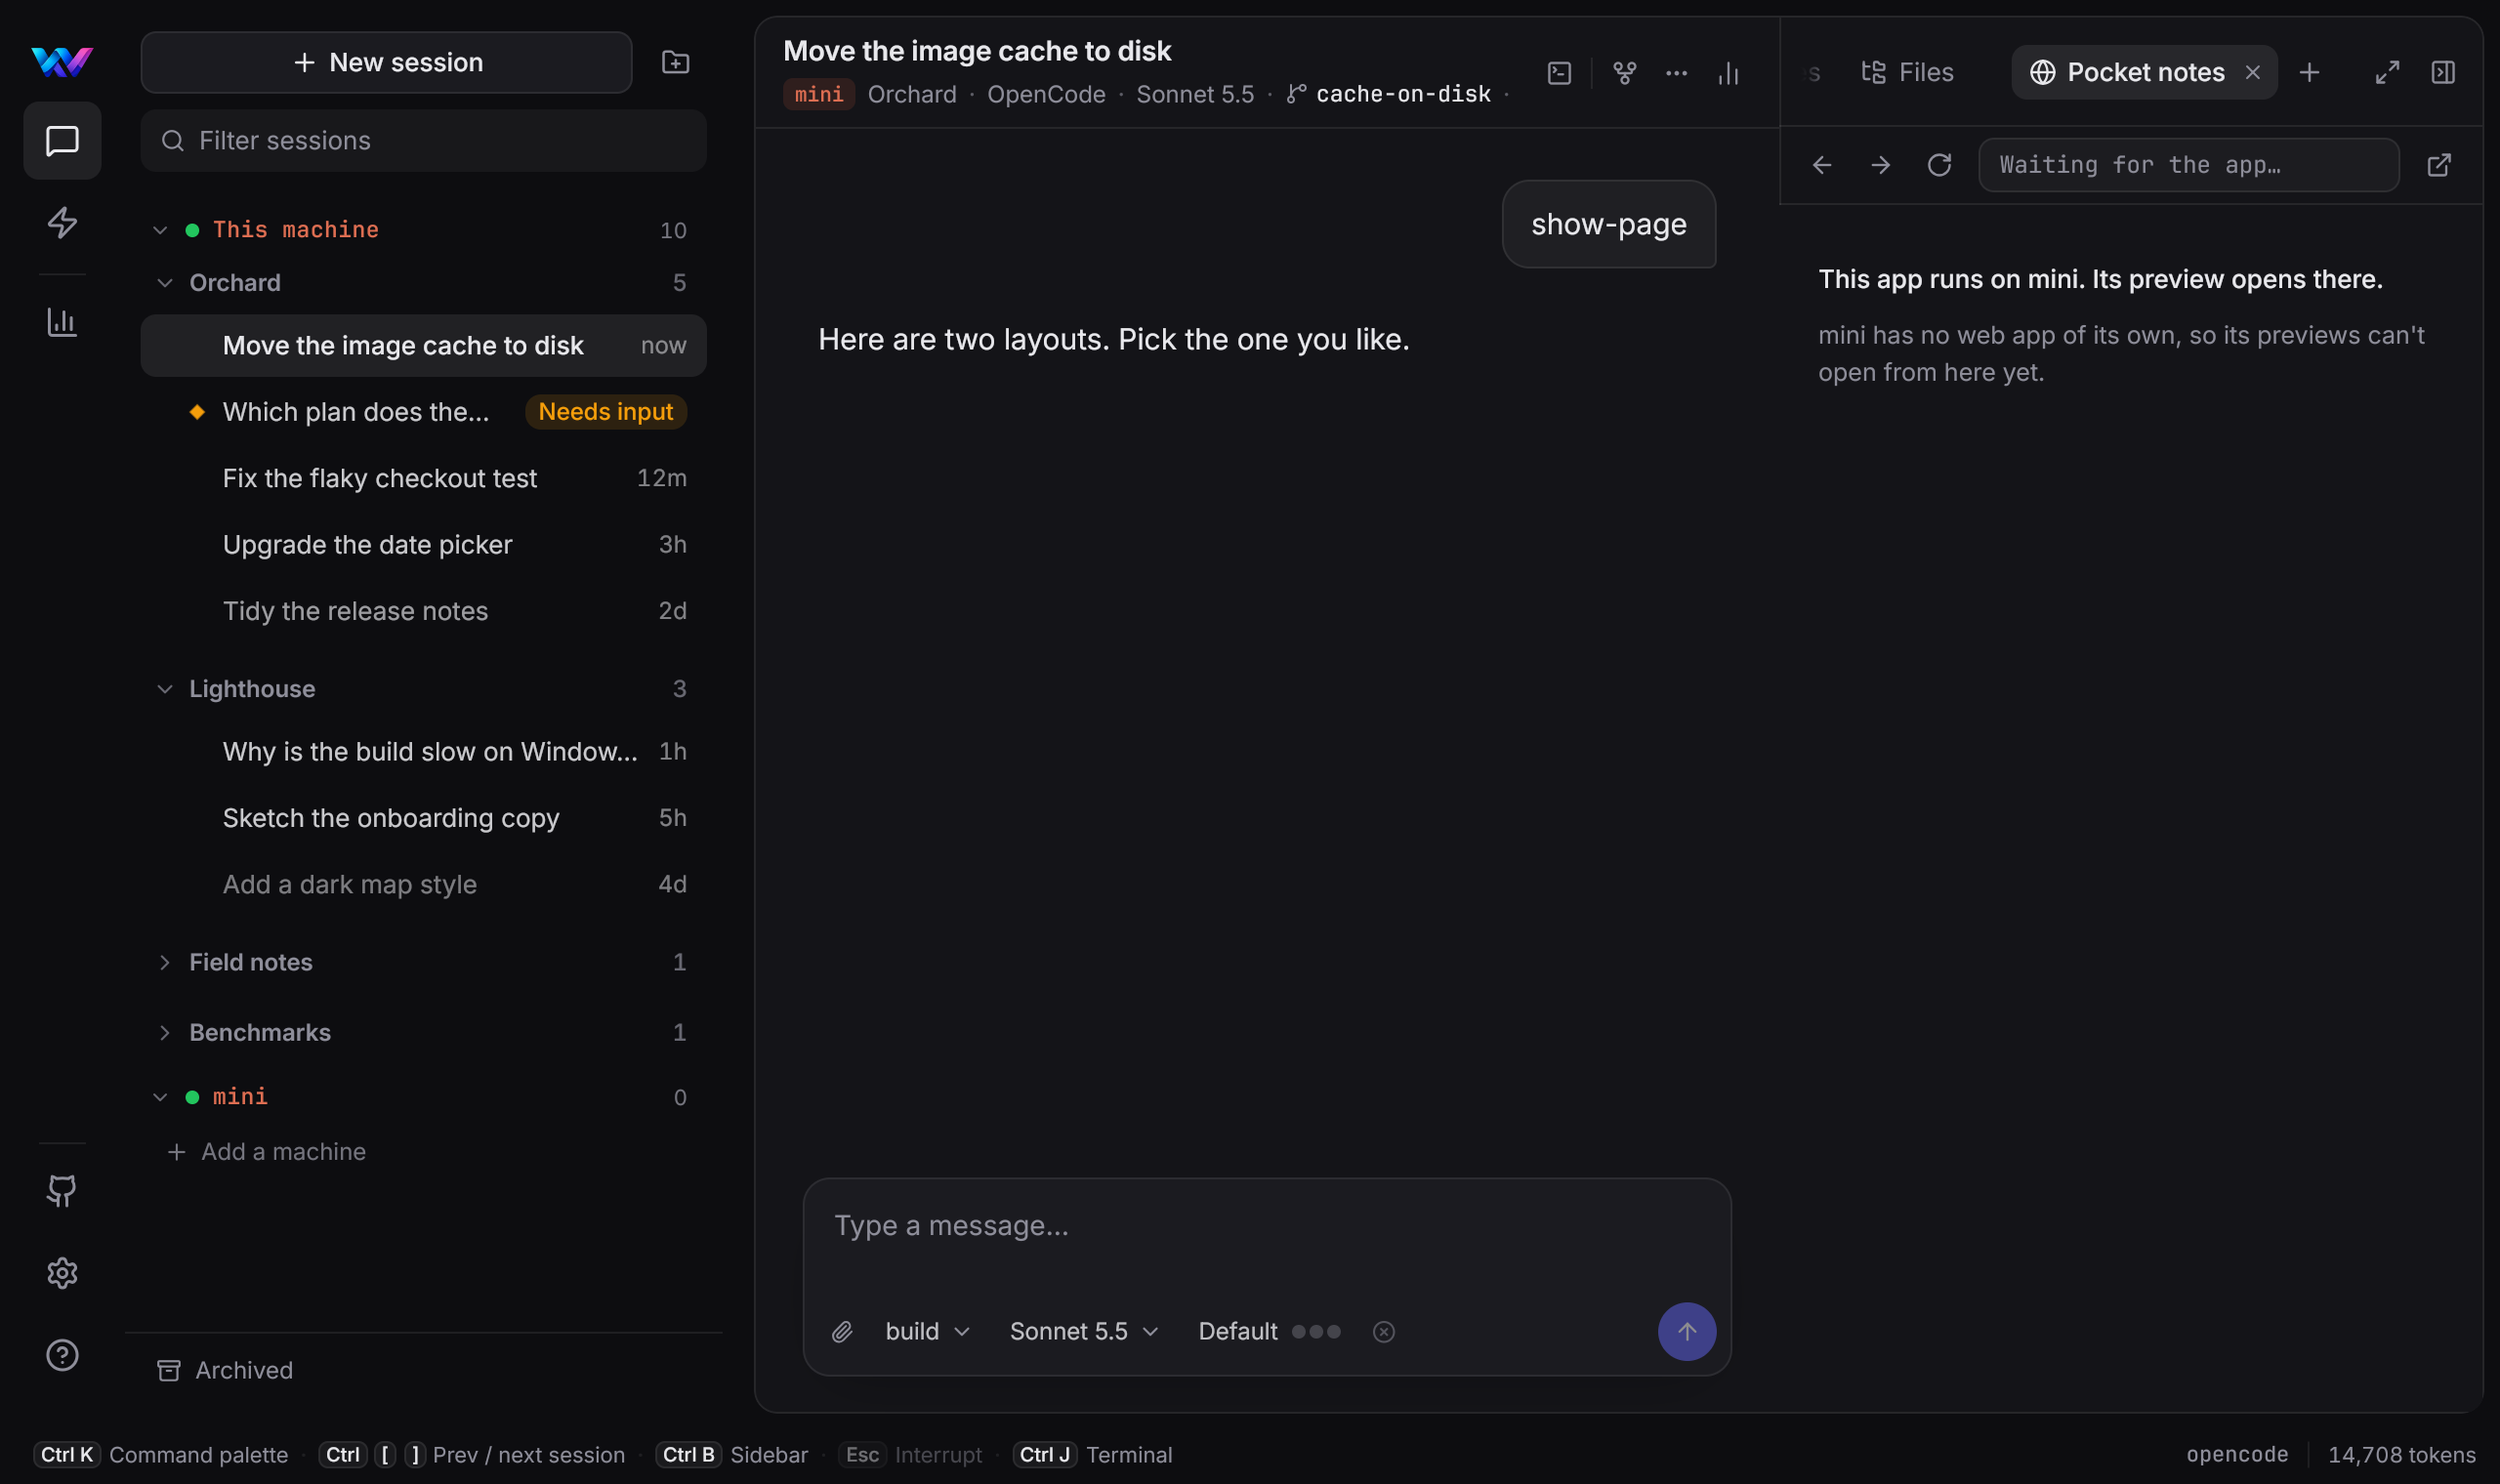 New session
Filter sessions
This machine 10
Orchard 5
Move the image cache to disk now
Which plan does the... Needs input
Fix the flaky checkout test 12m
Upgrade the date picker 3h
Tidy the release notes 2d
Lighthouse 3
Why is the build slow on Window... 1h
Sketch the onboarding copy 5h
Add a dark map style 4d
Field notes 1
Benchmarks 1
mini 0
Add a machine
Archived
Move the image cache to disk
mini Orchard · OpenCode · Sonnet 5.5 · cache-on-disk ·
show-page
Here are two layouts. Pick the one you like.
Type a message...
build Sonnet 5.5 Default
s Files Pocket notes
Waiting for the app…
This app runs on mini. Its preview opens there.
mini has no web app of its own, so its previews can't
open from here yet.
Ctrl K Command palette · Ctrl [ ] Prev / next session · Ctrl B Sidebar · Esc Interrupt · Ctrl J Terminal
opencode 14,708 tokens